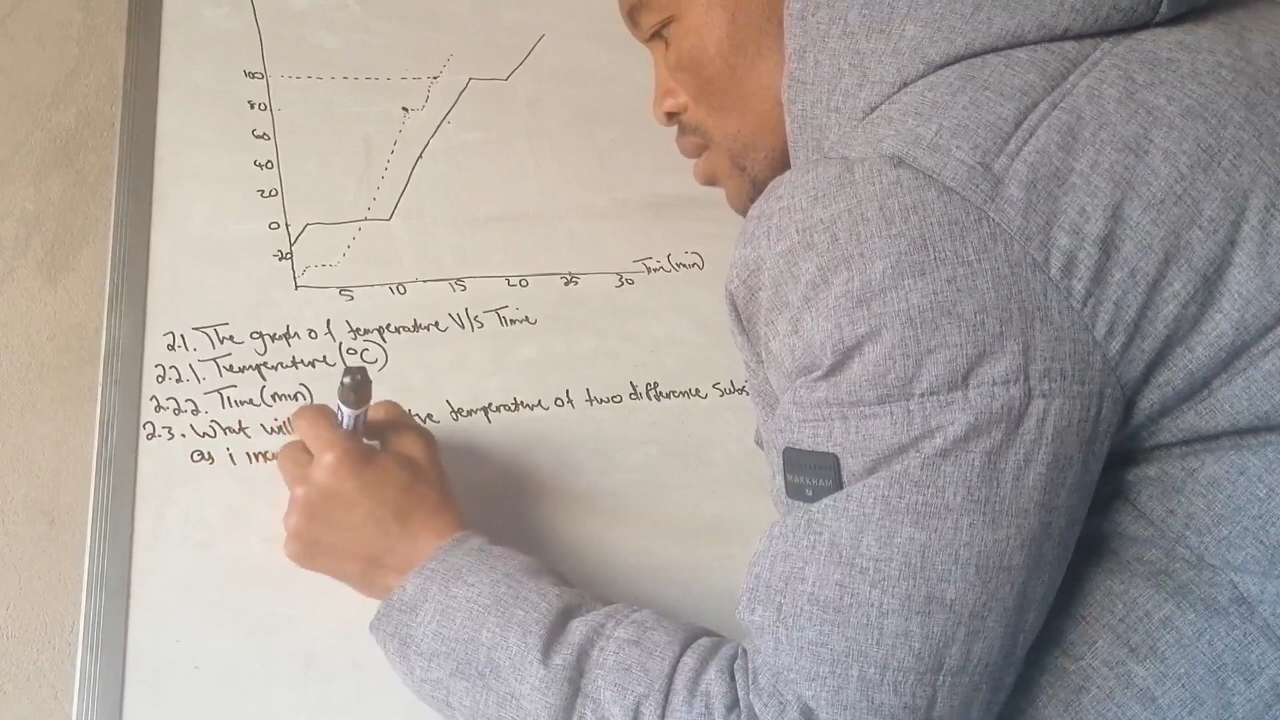 100
80
60
40
20
0
-20
5 10 15 20 25 30 Time(min)
2.1. The graph of temperature V/s Time
2.2.1. Temperature (°C)
2.2.2. Time(min)
2.3. What will temperature of two difference Subs
as i
MARKHAM
M